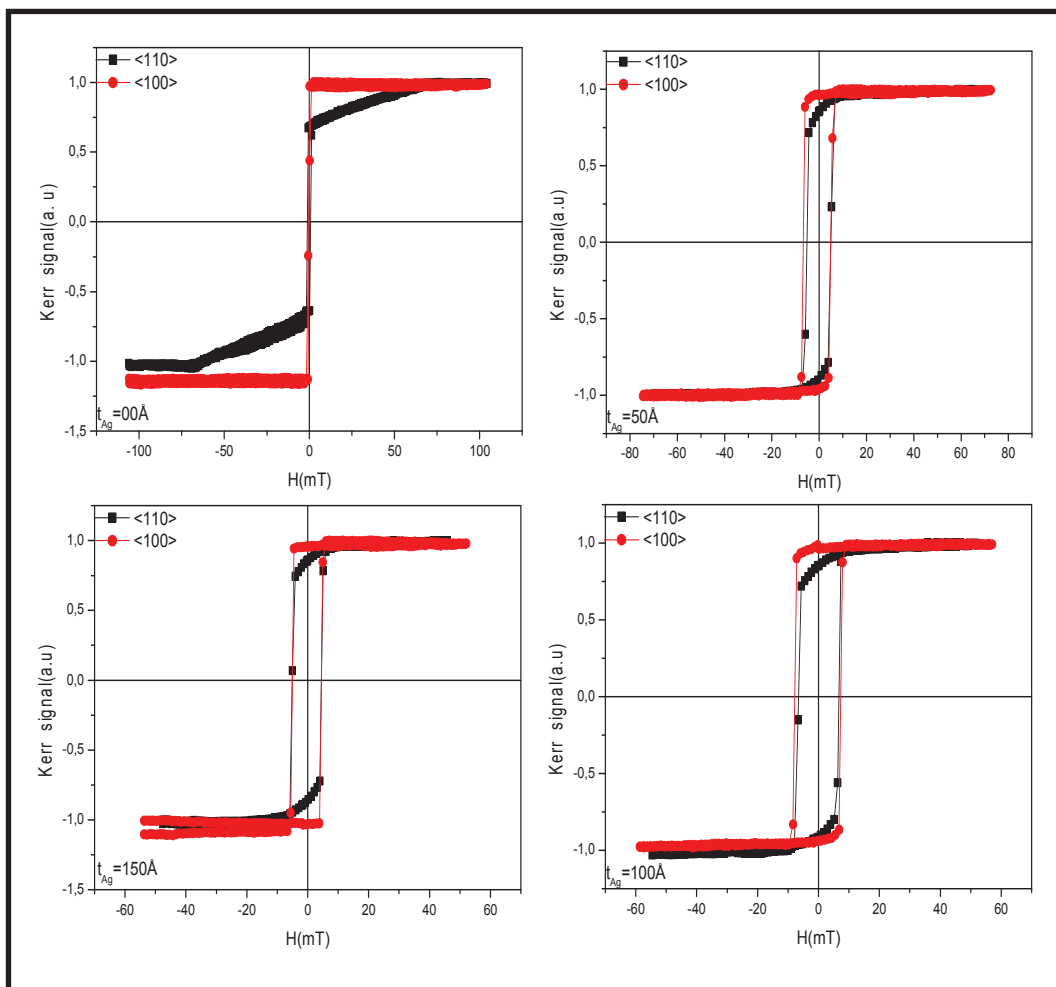 <110>
<100>
1,0
0,5
0,0
-0,5
-1,0
-1,5
Kerr signal(a. u)
t_Ag=00Å
-100 -50 0 50 100
H(mT)
<110>
<100>
1,0
0,5
0,0
-0,5
-1,0
Kerr signal(a.u)
t_Ag=50Å
-80 -60 -40 -20 0 20 40 60 80
H(mT)
<110>
<100>
1,0
0,5
0,0
-0,5
-1,0
-1,5
Kerr signal(a.u)
t_Ag=150Å
-60 -40 -20 0 20 40 60
H(mT)
<110>
<100>
1,0
0,5
0,0
-0,5
-1,0
Kerr signal(a.u)
t_Ag=100Å
-60 -40 -20 0 20 40 60
H(mT)